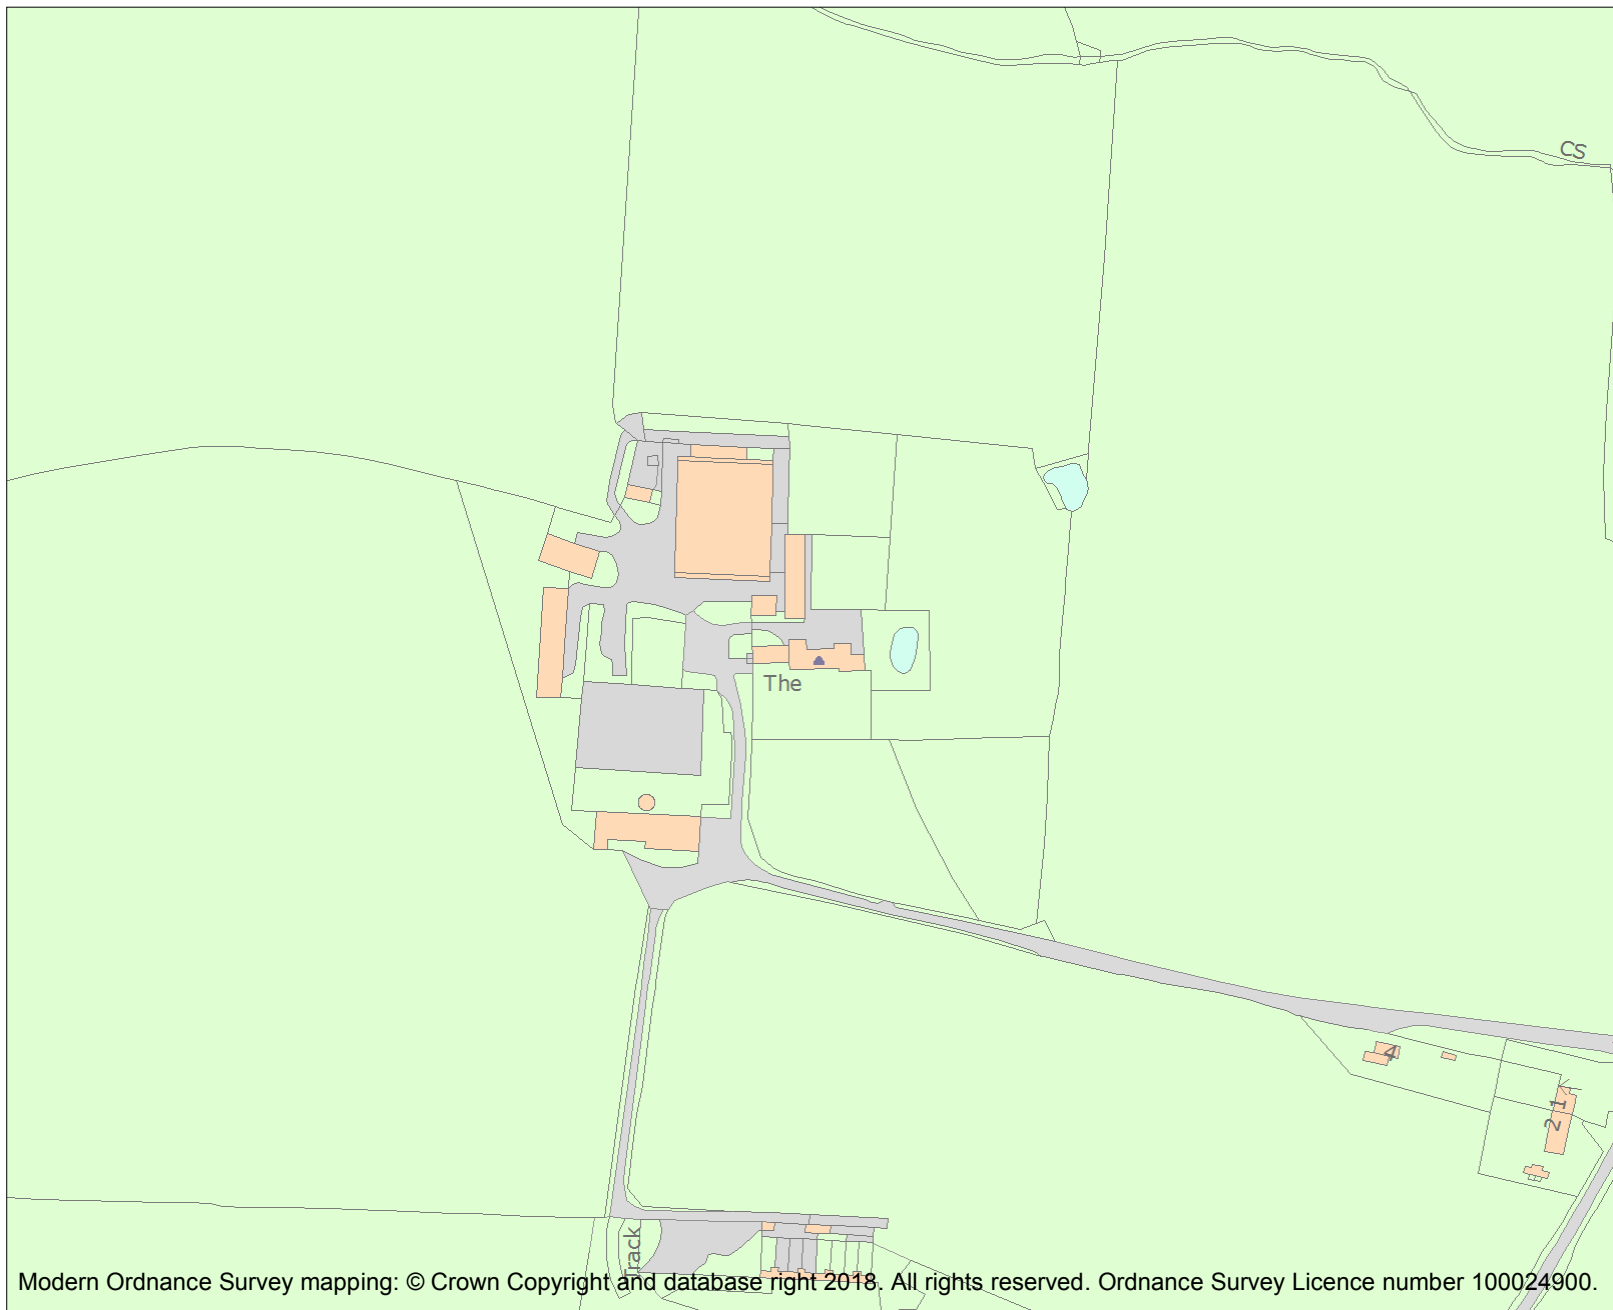 CS
The
4
2 1
Track
Modern Ordnance Survey mapping: © Crown Copyright and database right 2018. All rights reserved. Ordnance Survey Licence number 100024900.